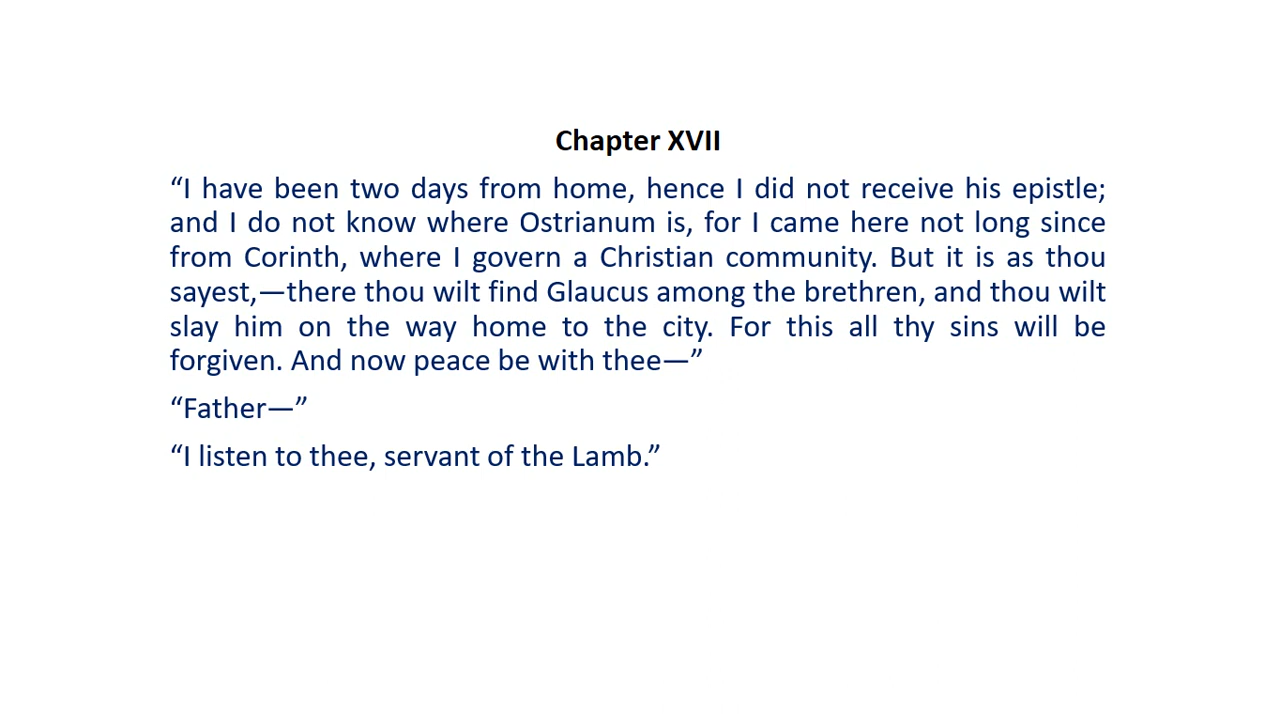 Chapter XVII
“I have been two days from home, hence I did not receive his epistle;
and I do not know where Ostrianum is, for I came here not long since
from Corinth, where I govern a Christian community. But it is as thou
sayest,—there thou wilt find Glaucus among the brethren, and thou wilt
slay him on the way home to the city. For this all thy sins will be
forgiven. And now peace be with thee—”
“Father—”
“I listen to thee, servant of the Lamb.”